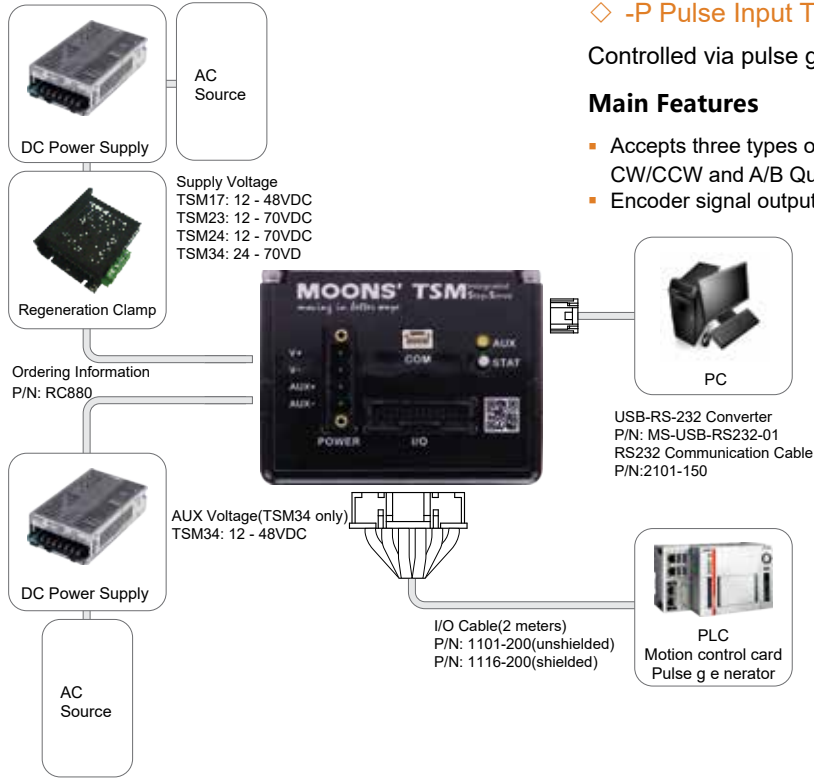 ◇ -P Pulse Input T
Controlled via pulse g
Main Features
▪ Accepts three types o
CW/CCW and A/B Qu
▪ Encoder signal output
AC
Source
DC Power Supply
Supply Voltage
TSM17: 12 - 48VDC
TSM23: 12 - 70VDC
TSM24: 12 - 70VDC
TSM34: 24 - 70VD
Regeneration Clamp
Ordering Information
P/N: RC880
MOONS' TSM Integrated
Step-Servo
moving in better ways
V+
V-
AUX+
AUX-
POWER
COM
I/O
AUX
STAT
PC
USB-RS-232 Converter
P/N: MS-USB-RS232-01
RS232 Communication Cable
P/N:2101-150
AUX Voltage(TSM34 only)
TSM34: 12 - 48VDC
DC Power Supply
AC
Source
I/O Cable(2 meters)
P/N: 1101-200(unshielded)
P/N: 1116-200(shielded)
PLC
Motion control card
Pulse g e nerator